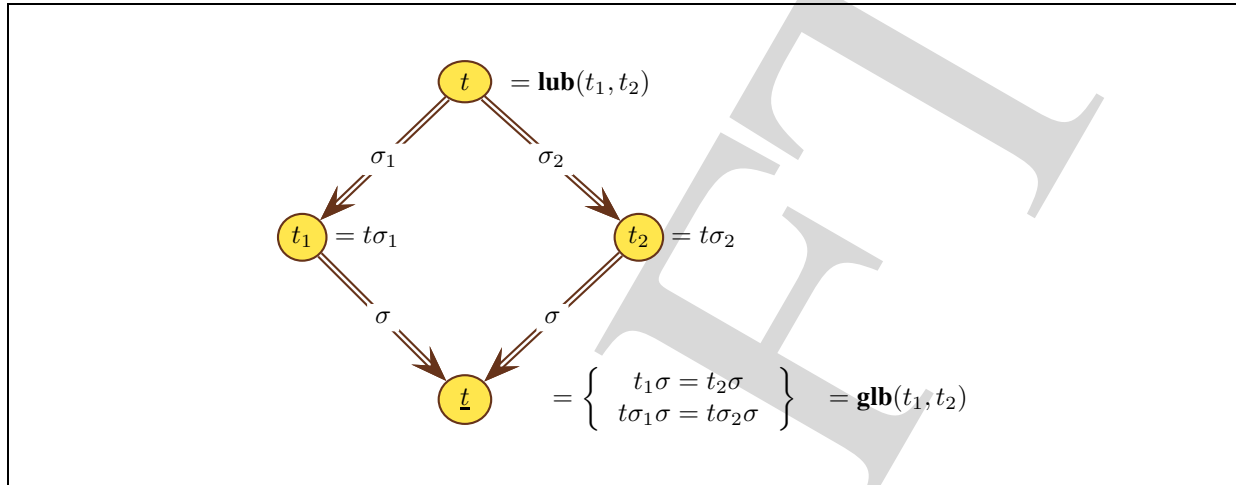 t = lub(t₁, t₂)
σ₁ σ₂
t₁ = tσ₁ t₂ = tσ₂
σ σ
t̲ = { t₁σ = t₂σ
tσ₁σ = tσ₂σ } = glb(t₁, t₂)